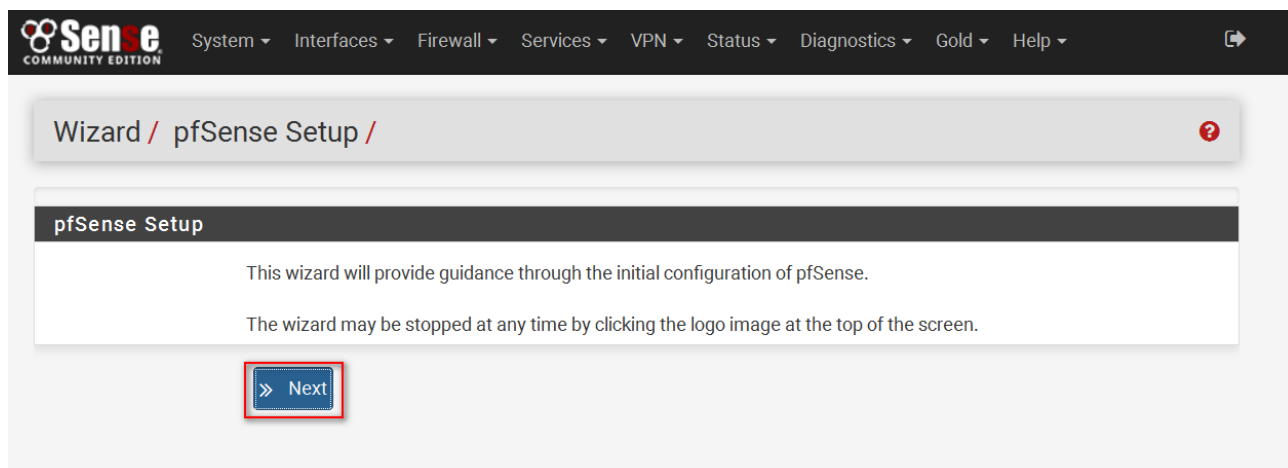 Sense
COMMUNITY EDITION
System Interfaces Firewall Services VPN Status Diagnostics Gold Help
Wizard / pfSense Setup /
pfSense Setup
This wizard will provide guidance through the initial configuration of pfSense.
The wizard may be stopped at any time by clicking the logo image at the top of the screen.
» Next